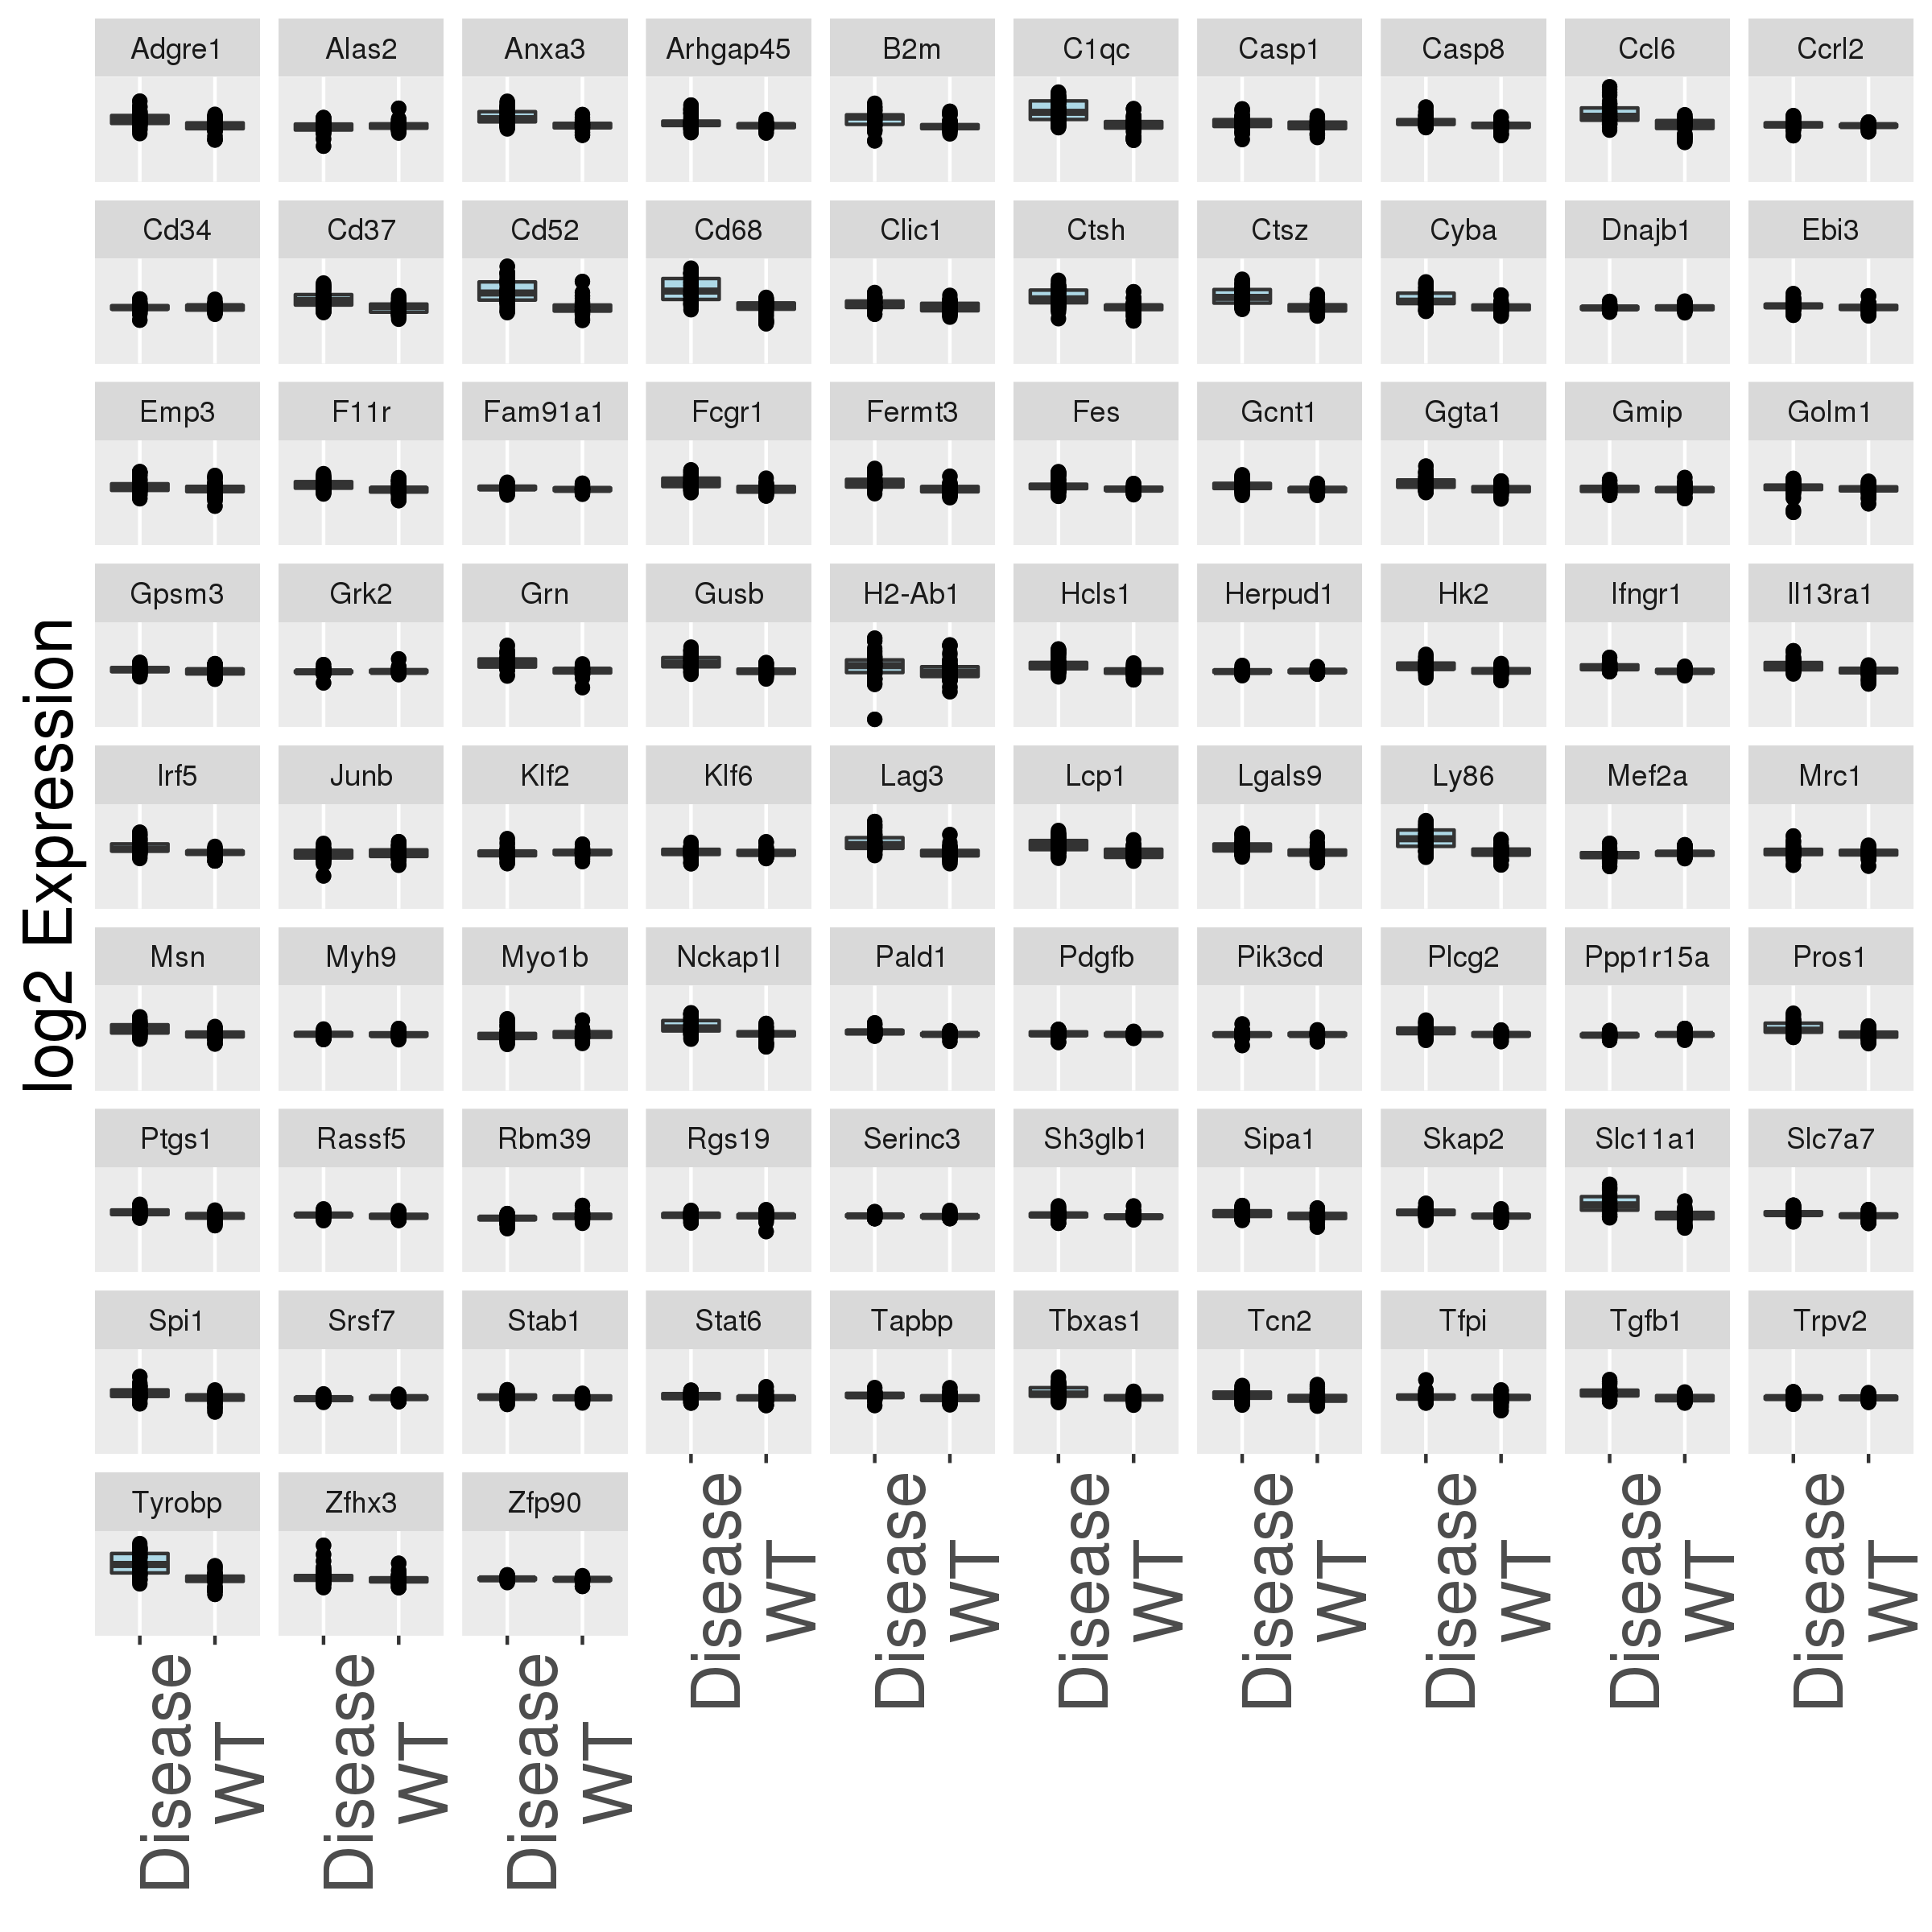 log2 Expression
Adgre1 Alas2 Anxa3 Arhgap45 B2m C1qc Casp1 Casp8 Ccl6 Ccrl2
Cd34 Cd37 Cd52 Cd68 Clic1 Ctsh Ctsz Cyba Dnajb1 Ebi3
Emp3 F11r Fam91a1 Fcgr1 Fermt3 Fes Gcnt1 Ggta1 Gmip Golm1
Gpsm3 Grk2 Grn Gusb H2-Ab1 Hcls1 Herpud1 Hk2 Ifngr1 Il13ra1
Irf5 Junb Klf2 Klf6 Lag3 Lcp1 Lgals9 Ly86 Mef2a Mrc1
Msn Myh9 Myo1b Nckap1l Pald1 Pdgfb Pik3cd Plcg2 Ppp1r15a Pros1
Ptgs1 Rassf5 Rbm39 Rgs19 Serinc3 Sh3glb1 Sipa1 Skap2 Slc11a1 Slc7a7
Spi1 Srsf7 Stab1 Stat6 Tapbp Tbxas1 Tcn2 Tfpi Tgfb1 Trpv2
Tyrobp Zfhx3 Zfp90
Disease WT Disease WT Disease WT Disease WT Disease WT Disease WT Disease WT
Disease WT Disease WT Disease WT